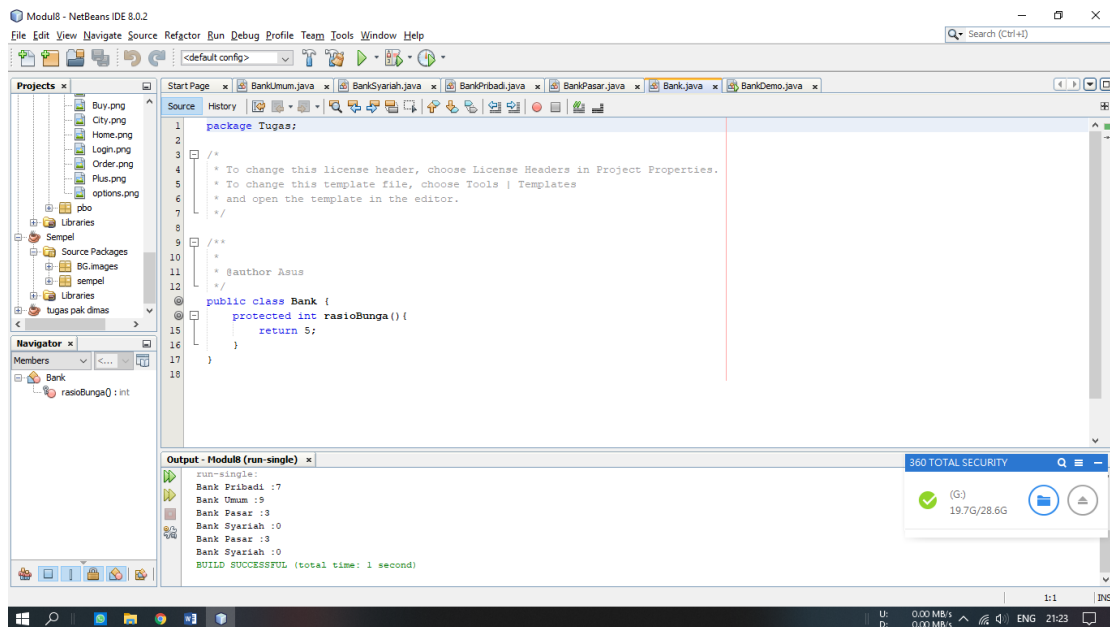 Modul8 - NetBeans IDE 8.0.2
File Edit View Navigate Source Refactor Run Debug Profile Team Tools Window Help
Search (Ctrl+I)
<default config>
Projects
Buy.png
City.png
Home.png
Login.png
Order.png
Plus.png
options.png
pbo
Libraries
Sempel
Source Packages
BG.images
sempel
Libraries
tugas pak dimas
Navigator
Members
<...
Bank
rasioBunga() : int
Start Page BankUmum.java BankSyariah.java BankPribadi.java BankPasar.java Bank.java BankDemo.java
Source History
1 package Tugas;
2
3 /*
4 * To change this license header, choose License Headers in Project Properties.
5 * To change this template file, choose Tools | Templates
6 * and open the template in the editor.
7 */
8
9 /**
10 *
11 * @author Asus
12 */
public class Bank {
protected int rasioBunga(){
15 return 5;
16 }
17 }
18
Output - Modul8 (run-single)
run-single:
Bank Pribadi :7
Bank Umum :9
Bank Pasar :3
Bank Syariah :0
Bank Pasar :3
Bank Syariah :0
BUILD SUCCESSFUL (total time: 1 second)
360 TOTAL SECURITY
(G:)
19.7G/28.6G
1:1 INS
U: 0.00 MB/s
D: 0.00 MB/s
ENG 21:23